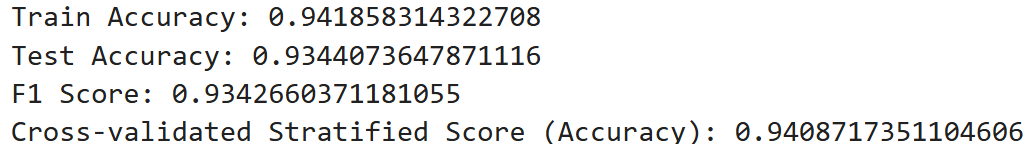 Train Accuracy: 0.941858314322708
Test Accuracy: 0.9344073647871116
F1 Score: 0.9342660371181055
Cross-validated Stratified Score (Accuracy): 0.9408717351104606